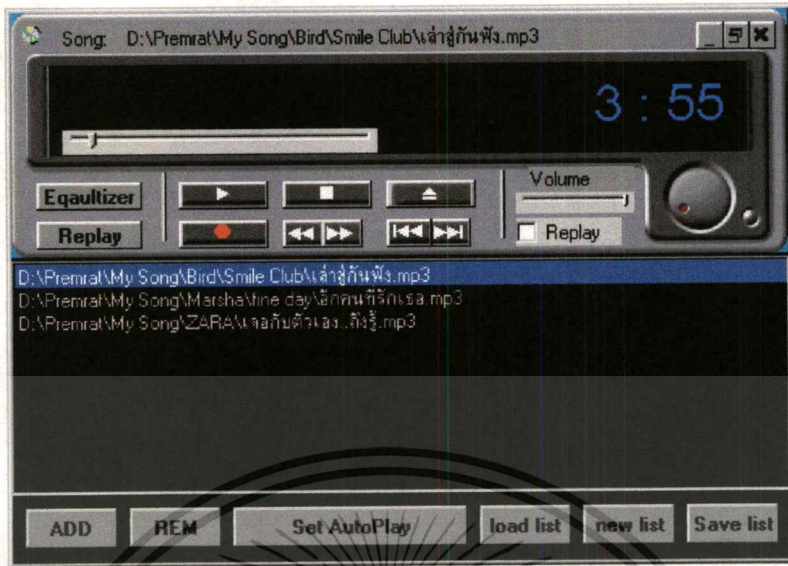 Song: D:\Premrat\My Song\Bird\Smile Club\เล่าสู่กันฟัง.mp3
3 : 55
Eqaultizer
Volume
Replay
Replay
D:\Premrat\My Song\Bird\Smile Club\เล่าสู่กันฟัง.mp3
D:\Premrat\My Song\Marsha\fine day\อีกคนที่รักเธอ.mp3
D:\Premrat\My Song\ZARA\เจอกับตัวเอง..ถึงรู้.mp3
ADD
REM
Set AutoPlay
load list
new list
Save list